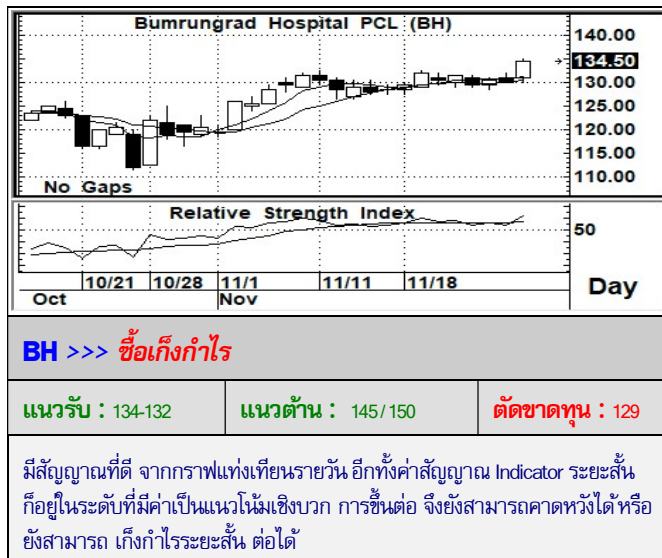 Bumrungrad Hospital PCL (BH)
140.00
134.50
130.00
125.00
120.00
115.00
110.00
No Gaps
Relative Strength Index
50
10/21 10/28 11/1 11/11 11/18
Oct Nov
Day
BH >>> ซื้อเก็งกำไร
แนวรับ : 134-132 แนวต้าน : 145/150 ตัดขาดทุน : 129
มีสัญญาณที่ดี จากกราฟแท่งเทียนรายวัน อีกทั้งค่าสัญญาณ Indicator ระยะสั้น
ก็อยู่ในระดับที่มีค่าเป็นแนวโน้มเชิงบวก การขึ้นต่อ จึงยังสามารถคาดหวังได้หรือ
ยังสามารถ เก็งกำไรระยะสั้น ต่อได้